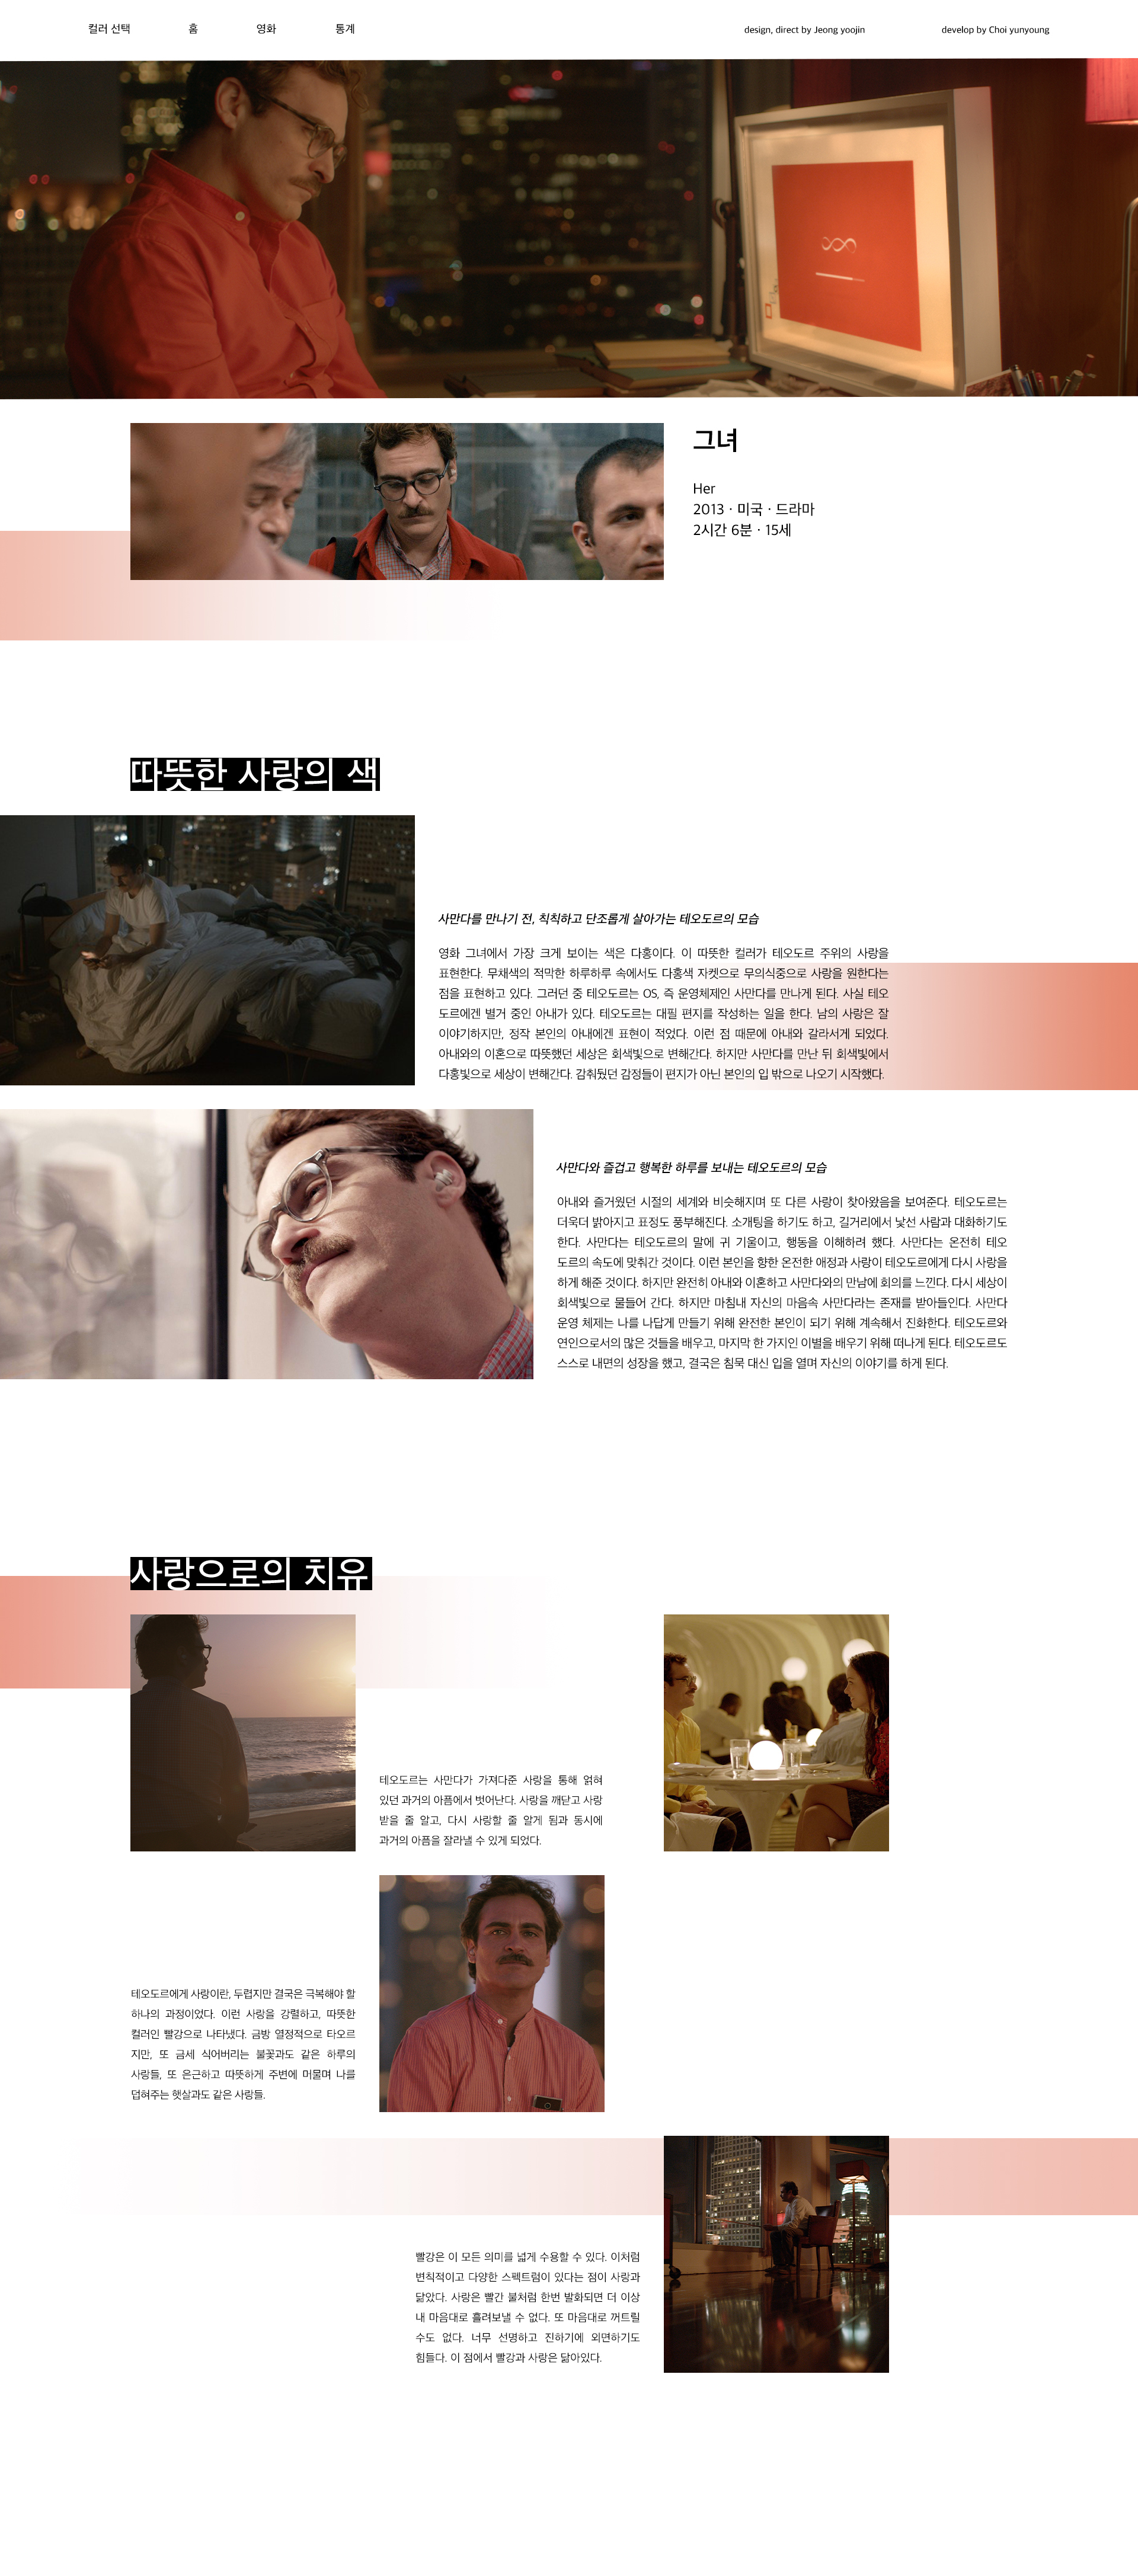 컬러 선택
홈
영화
통계
design, direct by Jeong yoojin
develop by Choi yunyoung
그녀
Her
2013 · 미국 · 드라마
2시간 6분 · 15세
따뜻한 사랑의 색
사만다를 만나기 전, 칙칙하고 단조롭게 살아가는 테오도르의 모습
영화 그녀에서 가장 크게 보이는 색은 다홍이다. 이 따뜻한 컬러가 테오도르 주위의 사랑을
표현한다. 무채색의 적막한 하루하루 속에서도 다홍색 자켓으로 무의식중으로 사랑을 원한다는
점을 표현하고 있다. 그러던 중 테오도르는 OS, 즉 운영체제인 사만다를 만나게 된다. 사실 테오
도르에겐 별거 중인 아내가 있다. 테오도르는 대필 편지를 작성하는 일을 한다. 남의 사랑은 잘
이야기하지만, 정작 본인의 아내에겐 표현이 적었다. 이런 점 때문에 아내와 갈라서게 되었다.
아내와의 이혼으로 따뜻했던 세상은 회색빛으로 변해간다. 하지만 사만다를 만난 뒤 회색빛에서
다홍빛으로 세상이 변해간다. 감춰뒀던 감정들이 편지가 아닌 본인의 입 밖으로 나오기 시작했다.
사만다와 즐겁고 행복한 하루를 보내는 테오도르의 모습
아내와 즐거웠던 시절의 세계와 비슷해지며 또 다른 사랑이 찾아왔음을 보여준다. 테오도르는
더욱더 밝아지고 표정도 풍부해진다. 소개팅을 하기도 하고, 길거리에서 낯선 사람과 대화하기도
한다. 사만다는 테오도르의 말에 귀 기울이고, 행동을 이해하려 했다. 사만다는 온전히 테오
도르의 속도에 맞춰간 것이다. 이런 본인을 향한 온전한 애정과 사랑이 테오도르에게 다시 사랑을
하게 해준 것이다. 하지만 완전히 아내와 이혼하고 사만다와의 만남에 회의를 느낀다. 다시 세상이
회색빛으로 물들어 간다. 하지만 마침내 자신의 마음속 사만다라는 존재를 받아들인다. 사만다
운영 체제는 나를 나답게 만들기 위해 완전한 본인이 되기 위해 계속해서 진화한다. 테오도르와
연인으로서의 많은 것들을 배우고, 마지막 한 가지인 이별을 배우기 위해 떠나게 된다. 테오도르도
스스로 내면의 성장을 했고, 결국은 침묵 대신 입을 열며 자신의 이야기를 하게 된다.
사랑으로의 치유
테오도르는 사만다가 가져다준 사랑을 통해 얽혀
있던 과거의 아픔에서 벗어난다. 사랑을 깨닫고 사랑
받을 줄 알고, 다시 사랑할 줄 알게 됨과 동시에
과거의 아픔을 잘라낼 수 있게 되었다.
테오도르에게 사랑이란, 두렵지만 결국은 극복해야 할
하나의 과정이었다. 이런 사랑을 강렬하고, 따뜻한
컬러인 빨강으로 나타냈다. 금방 열정적으로 타오르
지만, 또 금세 식어버리는 불꽃과도 같은 하루의
사랑들, 또 은근하고 따뜻하게 주변에 머물며 나를
덥혀주는 햇살과도 같은 사랑들.
빨강은 이 모든 의미를 넓게 수용할 수 있다. 이처럼
변칙적이고 다양한 스펙트럼이 있다는 점이 사랑과
닮았다. 사랑은 빨간 불처럼 한번 발화되면 더 이상
내 마음대로 흘려보낼 수 없다. 또 마음대로 꺼트릴
수도 없다. 너무 선명하고 진하기에 외면하기도
힘들다. 이 점에서 빨강과 사랑은 닮아있다.